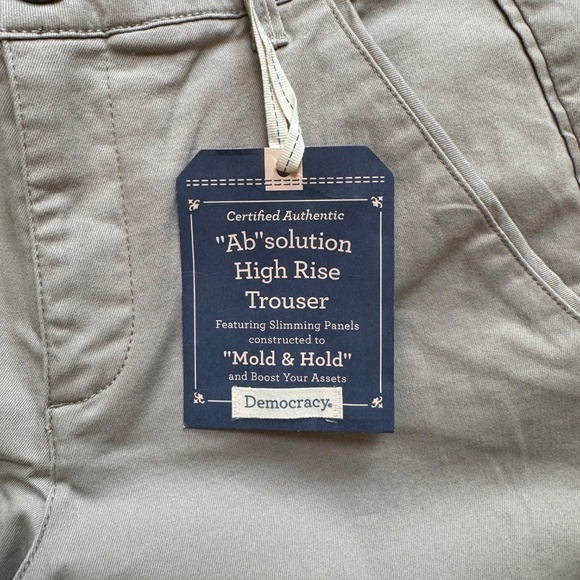 Certified Authentic
"Ab"solution
High Rise
Trouser
Featuring Slimming Panels
constructed to
"Mold & Hold"
and Boost Your Assets
Democracy®